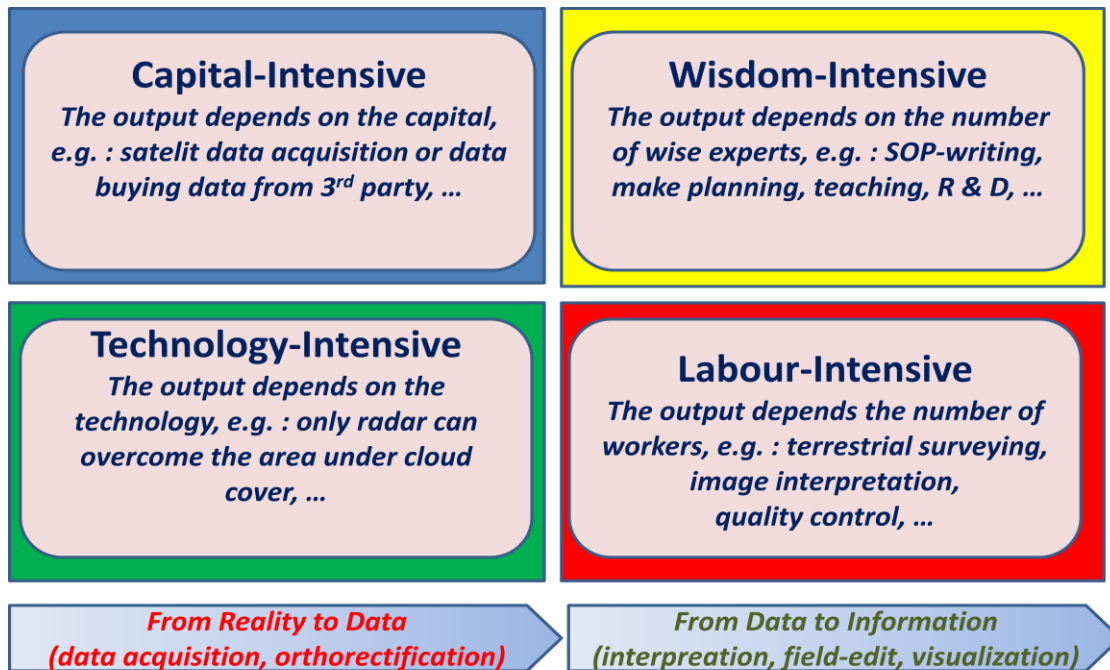 Capital-Intensive
The output depends on the capital,
e.g. : satelit data acquisition or data
buying data from 3rd party, …
Wisdom-Intensive
The output depends on the number
of wise experts, e.g. : SOP-writing,
make planning, teaching, R & D, …
Technology-Intensive
The output depends on the
technology, e.g. : only radar can
overcome the area under cloud
cover, …
Labour-Intensive
The output depends the number of
workers, e.g. : terrestrial surveying,
image interpretation,
quality control, …
From Reality to Data
(data acquisition, orthorectification)
From Data to Information
(interpreation, field-edit, visualization)